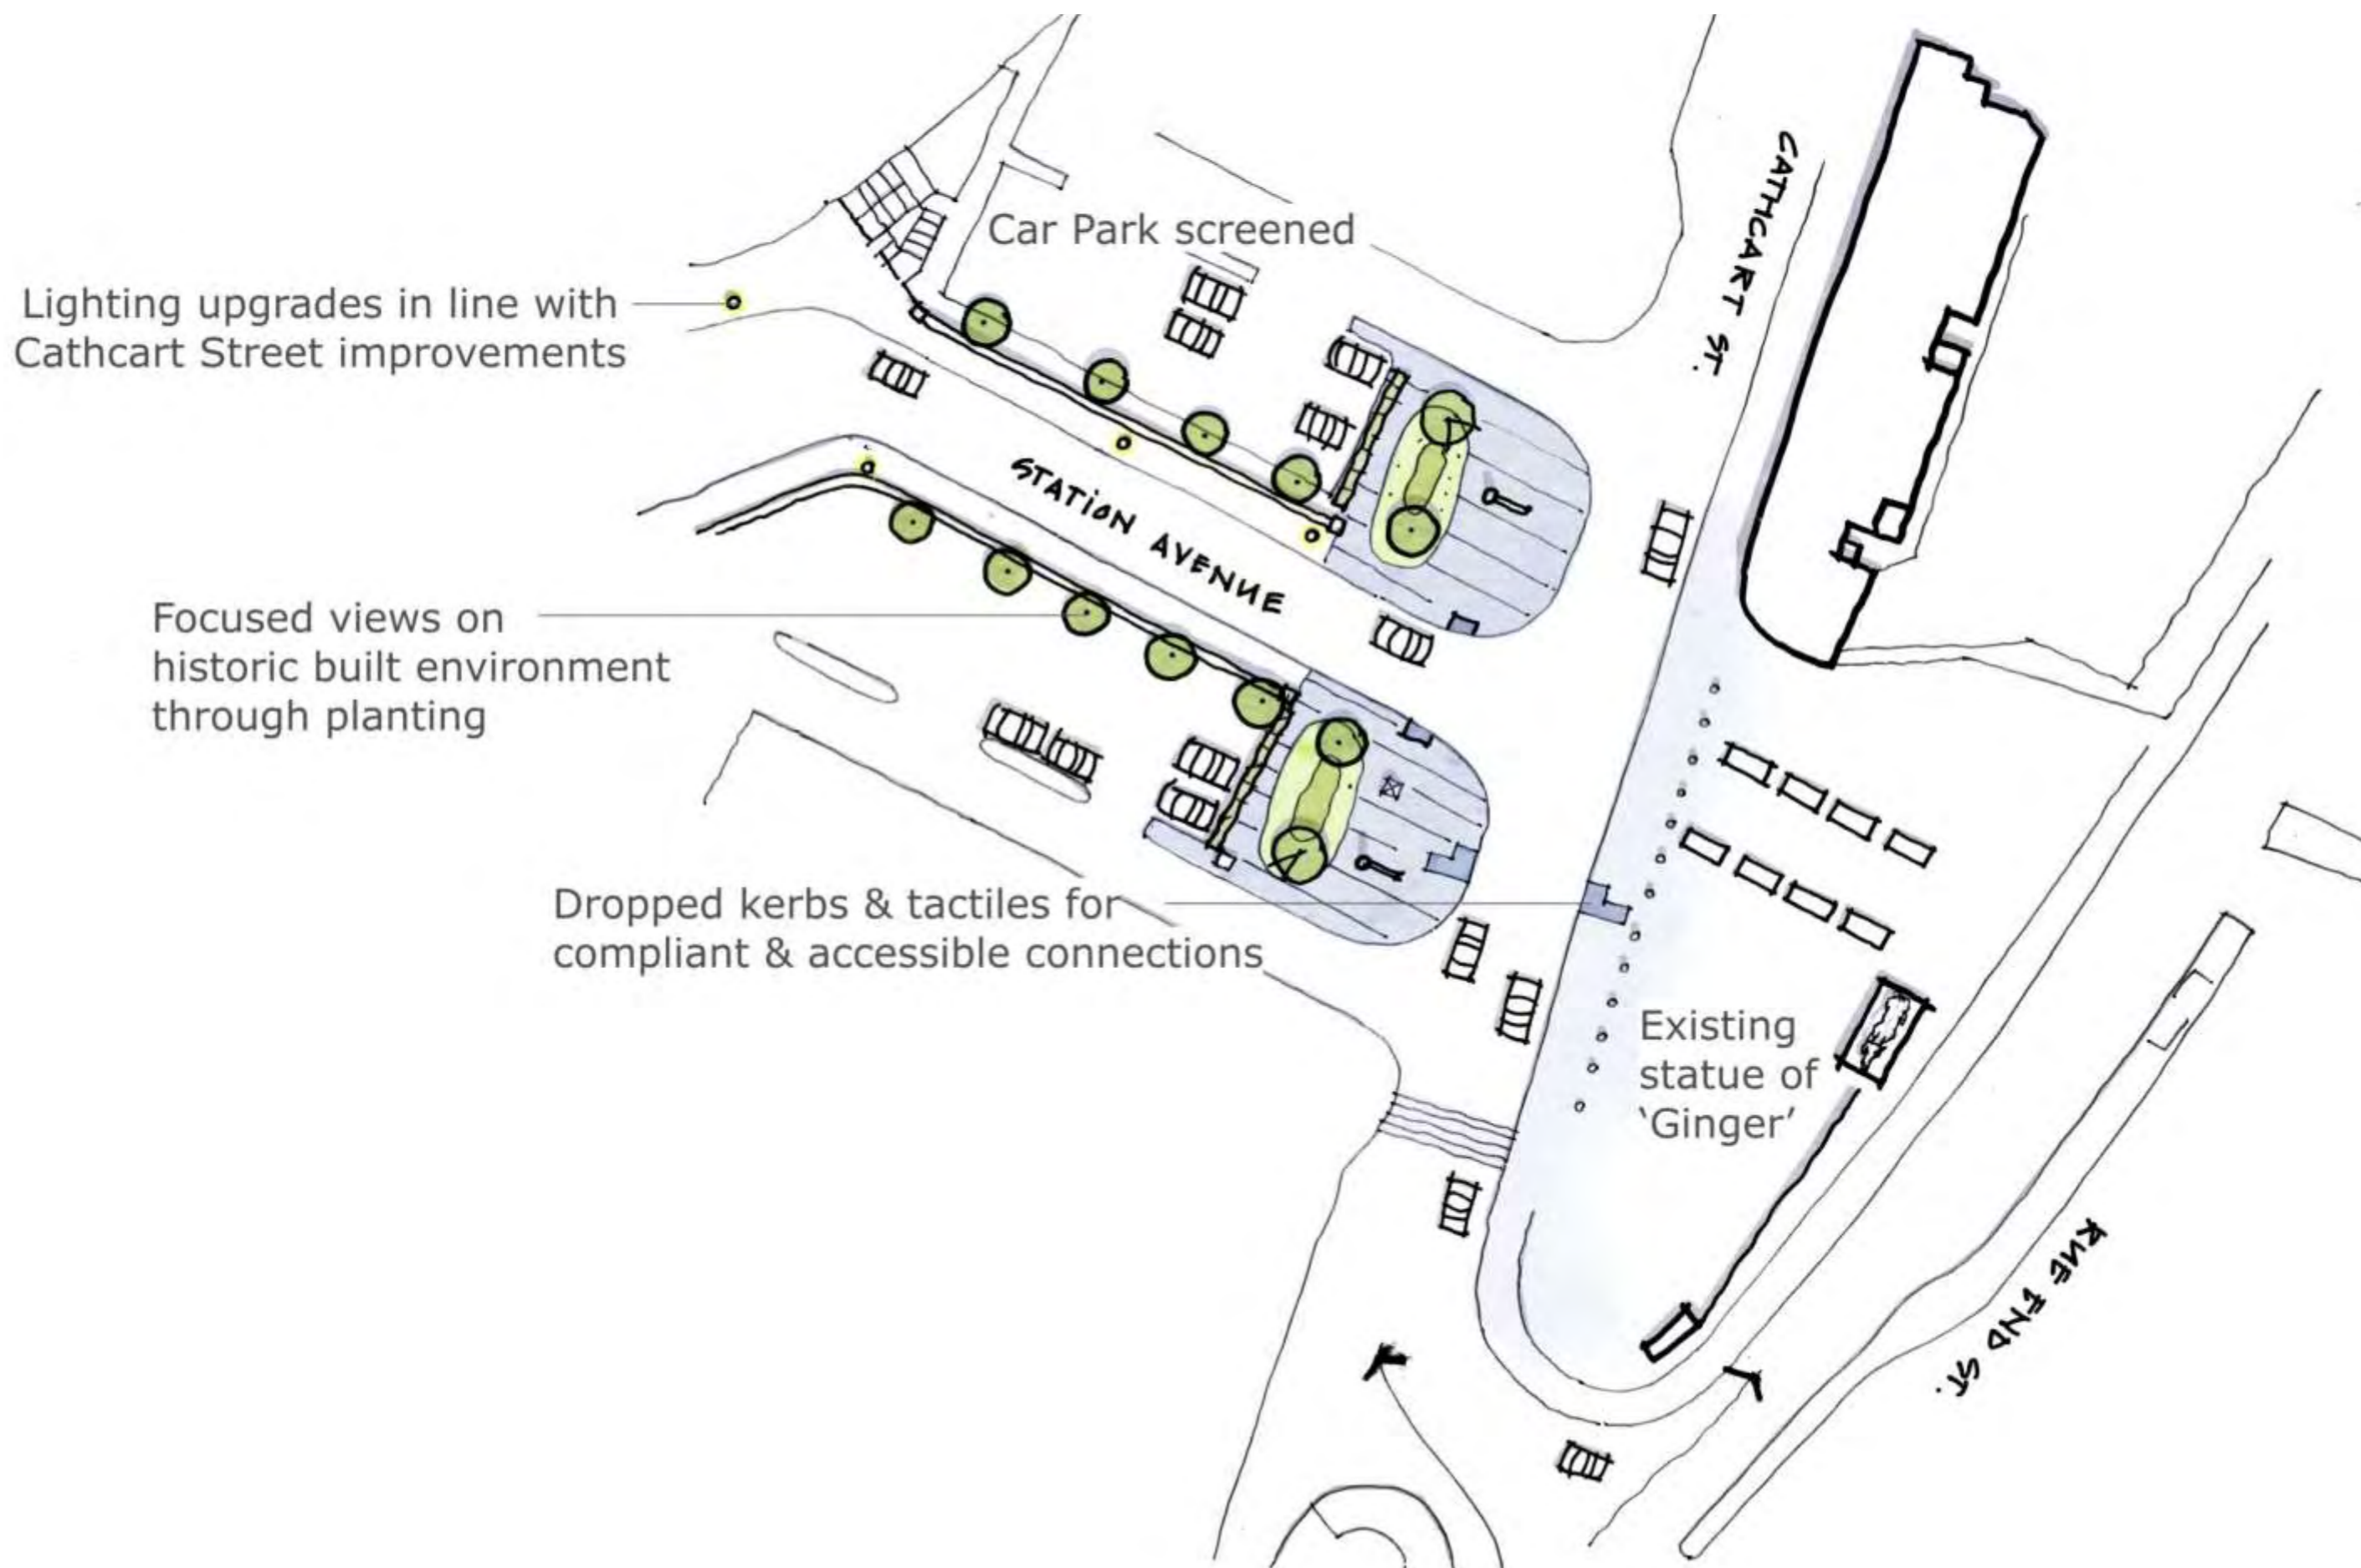 CATHCART ST.
Car Park screened
Lighting upgrades in line with
Cathcart Street improvements
STATION AVENUE
Focused views on
historic built environment
through planting
Dropped kerbs & tactiles for
compliant & accessible connections
Existing
statue of
‘Ginger’
RUE END ST.